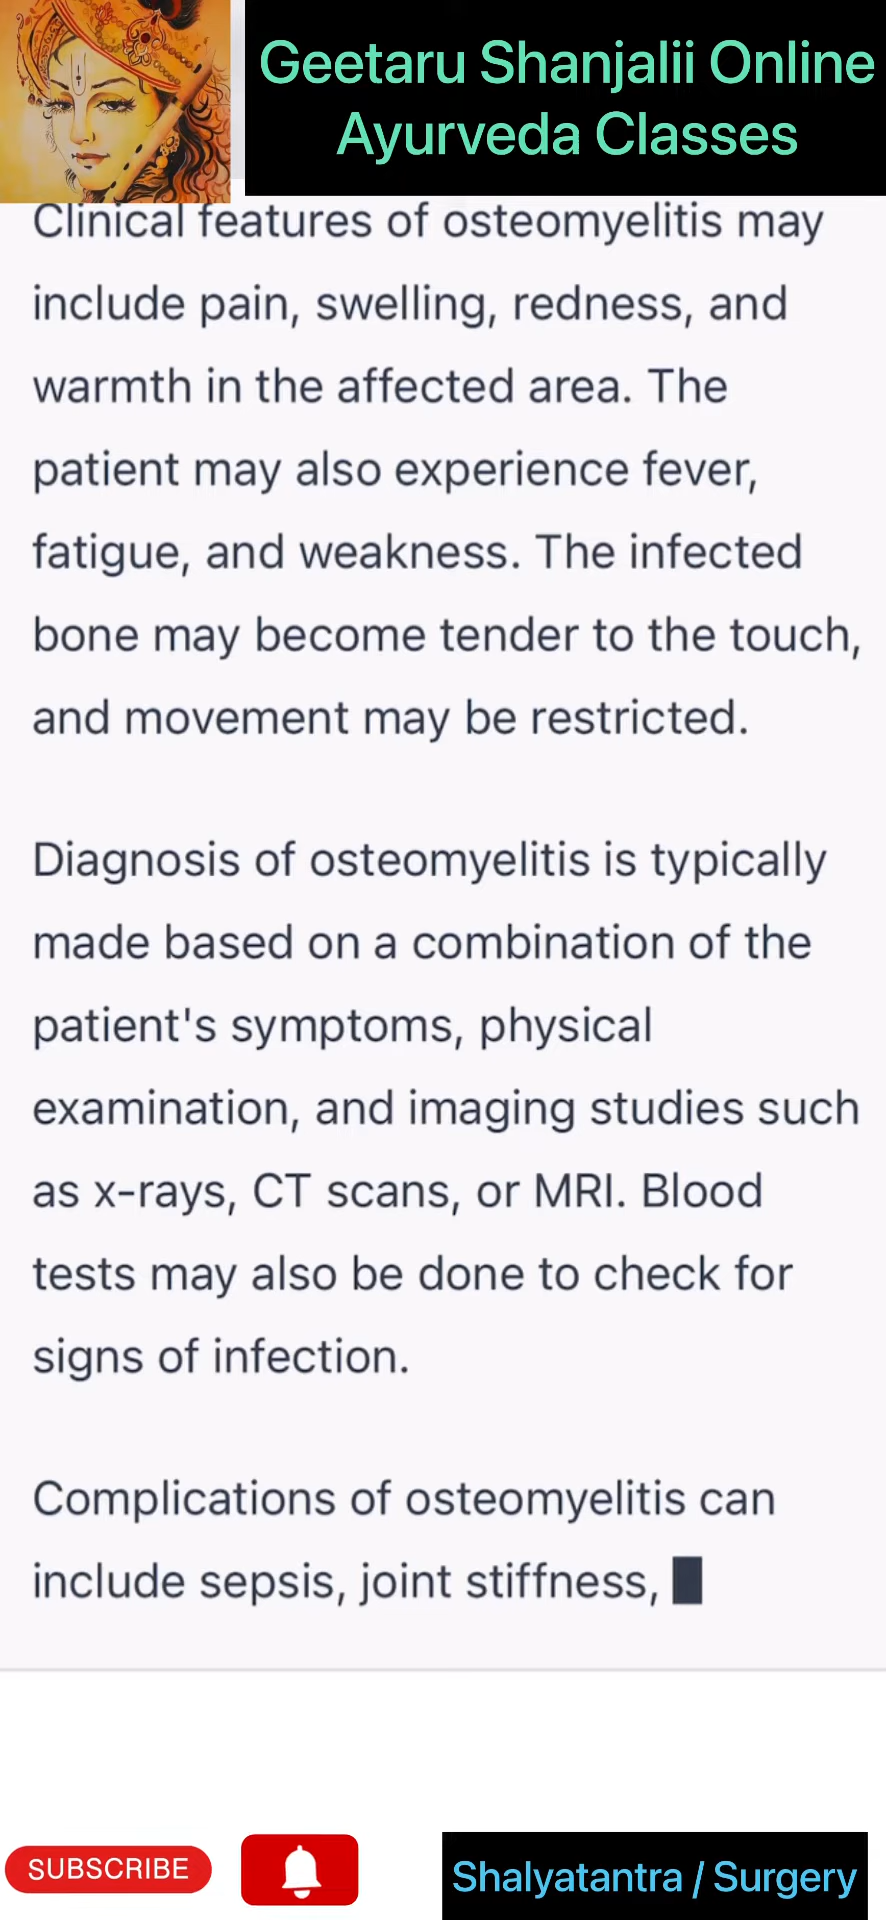 Geetaru Shanjalii Online
Ayurveda Classes
Clinical features of osteomyelitis may
include pain, swelling, redness, and
warmth in the affected area. The
patient may also experience fever,
fatigue, and weakness. The infected
bone may become tender to the touch,
and movement may be restricted.
Diagnosis of osteomyelitis is typically
made based on a combination of the
patient's symptoms, physical
examination, and imaging studies such
as x-rays, CT scans, or MRI. Blood
tests may also be done to check for
signs of infection.
Complications of osteomyelitis can
include sepsis, joint stiffness,
SUBSCRIBE
Shalyatantra / Surgery